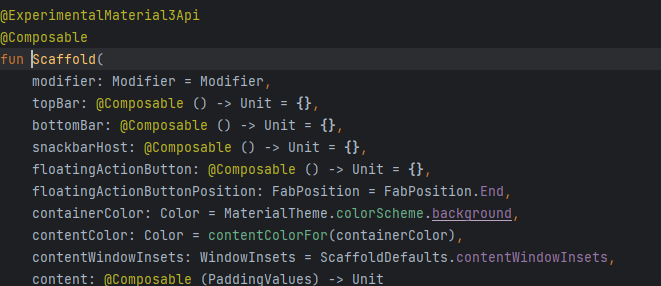 @ExperimentalMaterial3Api
@Composable
fun Scaffold(
    modifier: Modifier = Modifier,
    topBar: @Composable () -> Unit = {},
    bottomBar: @Composable () -> Unit = {},
    snackbarHost: @Composable () -> Unit = {},
    floatingActionButton: @Composable () -> Unit = {},
    floatingActionButtonPosition: FabPosition = FabPosition.End,
    containerColor: Color = MaterialTheme.colorScheme.background,
    contentColor: Color = contentColorFor(containerColor),
    contentWindowInsets: WindowInsets = ScaffoldDefaults.contentWindowInsets,
    content: @Composable (PaddingValues) -> Unit